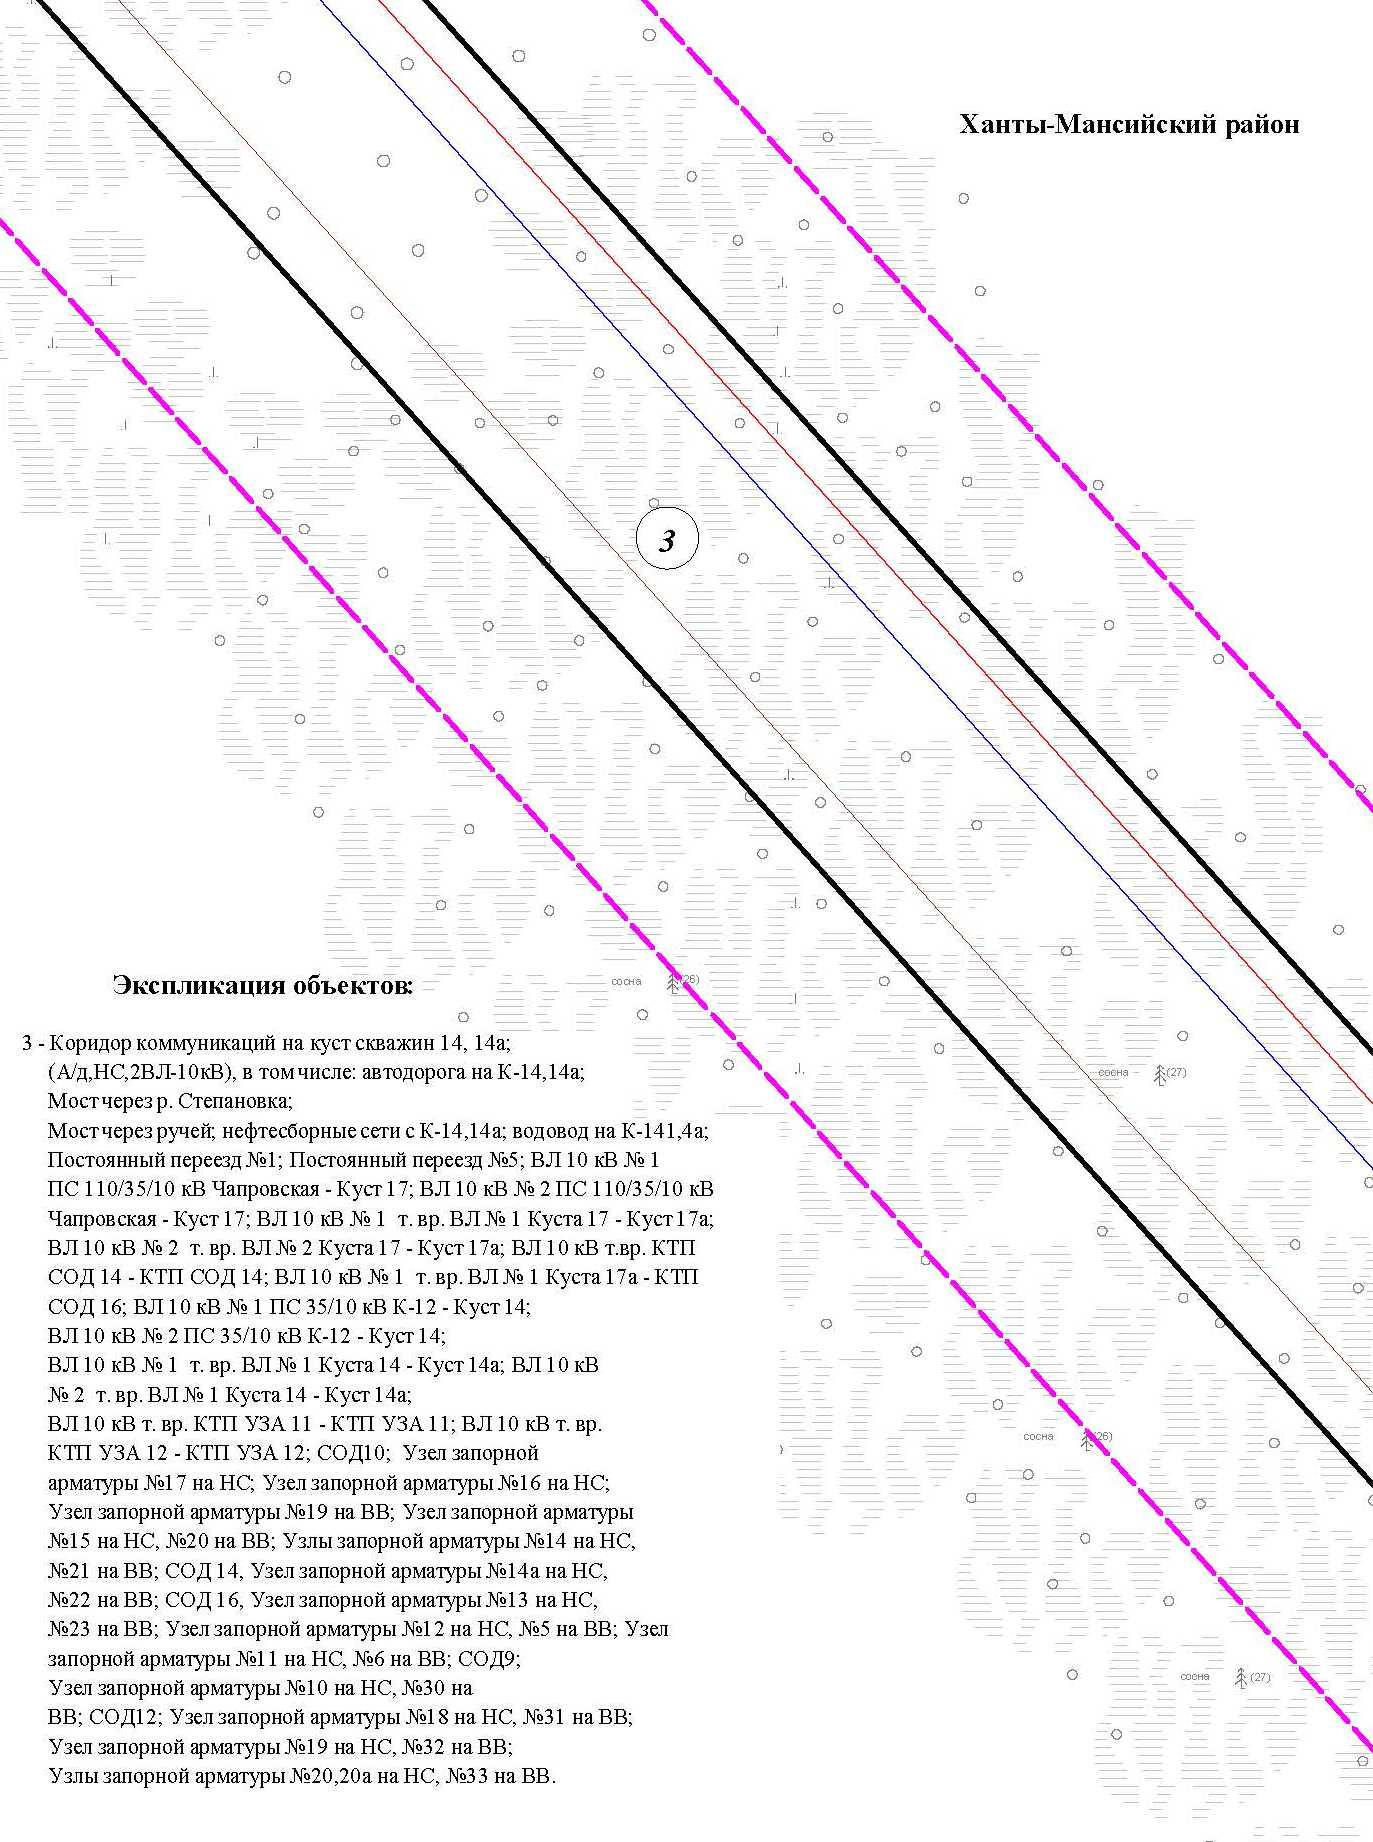 Ханты-Мансийский район
3
сосна (26)
Экспликация объектов:
3 - Коридор коммуникаций на куст скважин 14, 14а;
(А/д,НС,2ВЛ-10кВ), в том числе: автодорога на К-14,14а;
Мост через р. Степановка;
Мост через ручей; нефтесборные сети с К-14,14а; водовод на К-141,4а;
Постоянный переезд №1; Постоянный переезд №5; ВЛ 10 кВ № 1
ПС 110/35/10 кВ Чапровская - Куст 17; ВЛ 10 кВ № 2 ПС 110/35/10 кВ
Чапровская - Куст 17; ВЛ 10 кВ № 1 т. вр. ВЛ № 1 Куста 17 - Куст 17а;
ВЛ 10 кВ № 2 т. вр. ВЛ № 2 Куста 17 - Куст 17а; ВЛ 10 кВ т.вр. КТП
СОД 14 - КТП СОД 14; ВЛ 10 кВ № 1 т. вр. ВЛ № 1 Куста 17а - КТП
СОД 16; ВЛ 10 кВ № 1 ПС 35/10 кВ К-12 - Куст 14;
ВЛ 10 кВ № 2 ПС 35/10 кВ К-12 - Куст 14;
ВЛ 10 кВ № 1 т. вр. ВЛ № 1 Куста 14 - Куст 14а; ВЛ 10 кВ
№ 2 т. вр. ВЛ № 1 Куста 14 - Куст 14а;
ВЛ 10 кВ т. вр. КТП УЗА 11 - КТП УЗА 11; ВЛ 10 кВ т. вр.
КТП УЗА 12 - КТП УЗА 12; СОД10; Узел запорной
арматуры №17 на НС; Узел запорной арматуры №16 на НС;
Узел запорной арматуры №19 на ВВ; Узел запорной арматуры
№15 на НС, №20 на ВВ; Узлы запорной арматуры №14 на НС,
№21 на ВВ; СОД 14, Узел запорной арматуры №14а на НС,
№22 на ВВ; СОД 16, Узел запорной арматуры №13 на НС,
№23 на ВВ; Узел запорной арматуры №12 на НС, №5 на ВВ; Узел
запорной арматуры №11 на НС, №6 на ВВ; СОД9;
Узел запорной арматуры №10 на НС, №30 на
ВВ; СОД12; Узел запорной арматуры №18 на НС, №31 на ВВ;
Узел запорной арматуры №19 на НС, №32 на ВВ;
Узлы запорной арматуры №20,20а на НС, №33 на ВВ.
сосна (27)
сосна (26)
сосна (27)